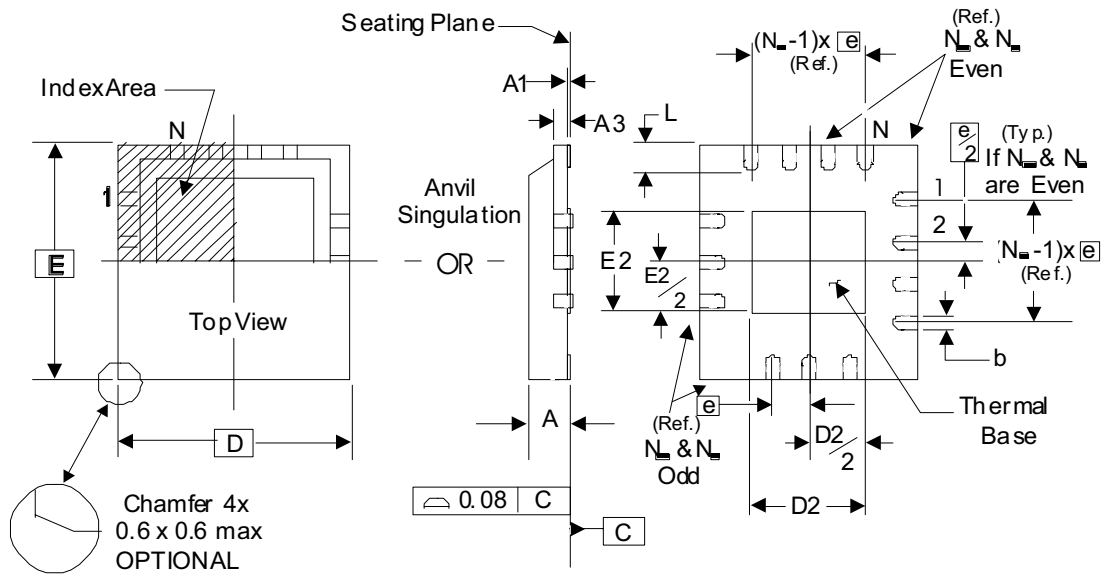 Seating Plane
Index Area
N
1
E
Top View
D
Chamfer 4x
0.6 x 0.6 max
OPTIONAL
A1
A3
Anvil
Singulation
OR
A
0.08 C
C
L
(N -1)x e
(Ref.)
(Ref.)
N & N
Even
N
e
2
(Typ.)
If N & N
are Even
1
2
(N -1)x e
(Ref.)
E2
E2
2
b
Thermal
Base
e
(Ref.)
N & N
Odd
D2
2
D2